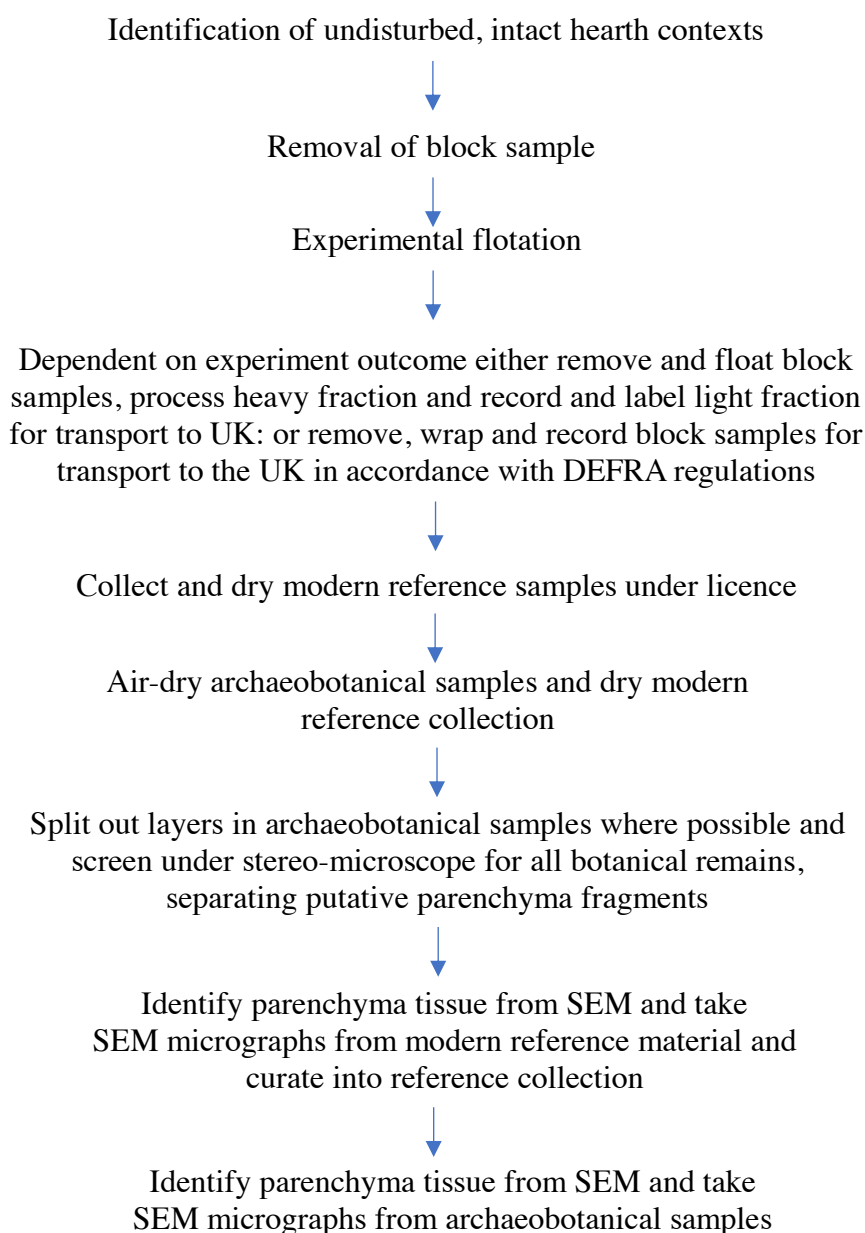 Identification of undisturbed, intact hearth contexts
Removal of block sample
Experimental flotation
Dependent on experiment outcome either remove and float block
samples, process heavy fraction and record and label light fraction
for transport to UK: or remove, wrap and record block samples for
transport to the UK in accordance with DEFRA regulations
Collect and dry modern reference samples under licence
Air-dry archaeobotanical samples and dry modern
reference collection
Split out layers in archaeobotanical samples where possible and
screen under stereo-microscope for all botanical remains,
separating putative parenchyma fragments
Identify parenchyma tissue from SEM and take
SEM micrographs from modern reference material and
curate into reference collection
Identify parenchyma tissue from SEM and take
SEM micrographs from archaeobotanical samples